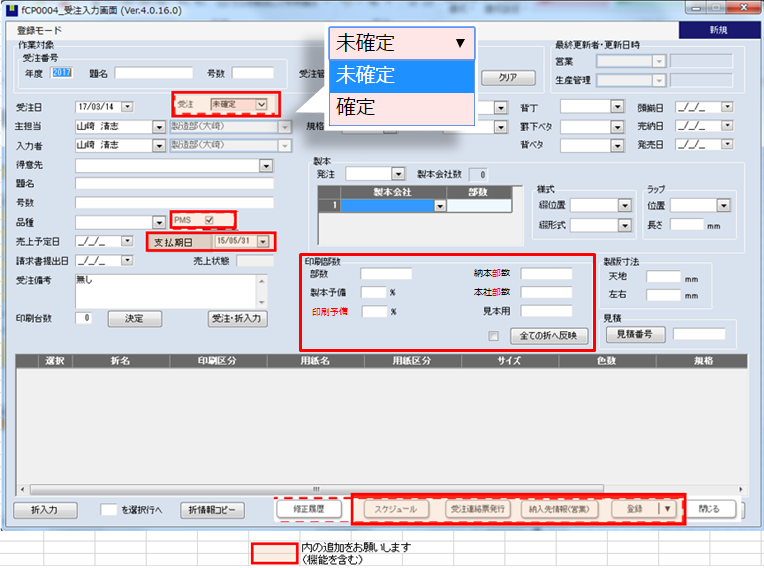 fCP0004_受注入力画面 (Ver.4.0.16.0)
登録モード 新規
作業対象
受注番号
年度 2017 題名 号数
クリア
最終更新者・更新日時
営業
生産管理
未確定
未確定
確定
受注日 17/03/14
受注 未確定
主担当 山崎 清志 製造部(大崎)
入力者 山崎 清志 製造部(大崎)
得意先
題名
号数
品種 PMS
売上予定日 _/_/_ 支払期日 15/05/31
請求書提出日 _/_/_ 売上状態
受注備考 無し
印刷台数 0 決定 受注・折入力
背丁 頭揃日 _/_/_
罫下ベタ 完納日 _/_/_
背ベタ 発売日 _/_/_
製本
発注 製本会社数 0
製本会社 部数
1
様式
綴位置
綴形式
ラップ
位置
長さ mm
印刷部数
部数 納本部数
製本予備 % 本社部数
印刷予備 % 見本用
全ての折へ反映
製版寸法
天地 mm
左右 mm
見積
見積番号
選択 折名 印刷区分 用紙名 用紙区分 サイズ 色数 規格
折入力 を選択行へ 折情報コピー 修正履歴 スケジュール 受注連絡票発行 納入先情報(営業) 登録 ▼ 閉じる
内の追加をお願いします
(機能を含む)